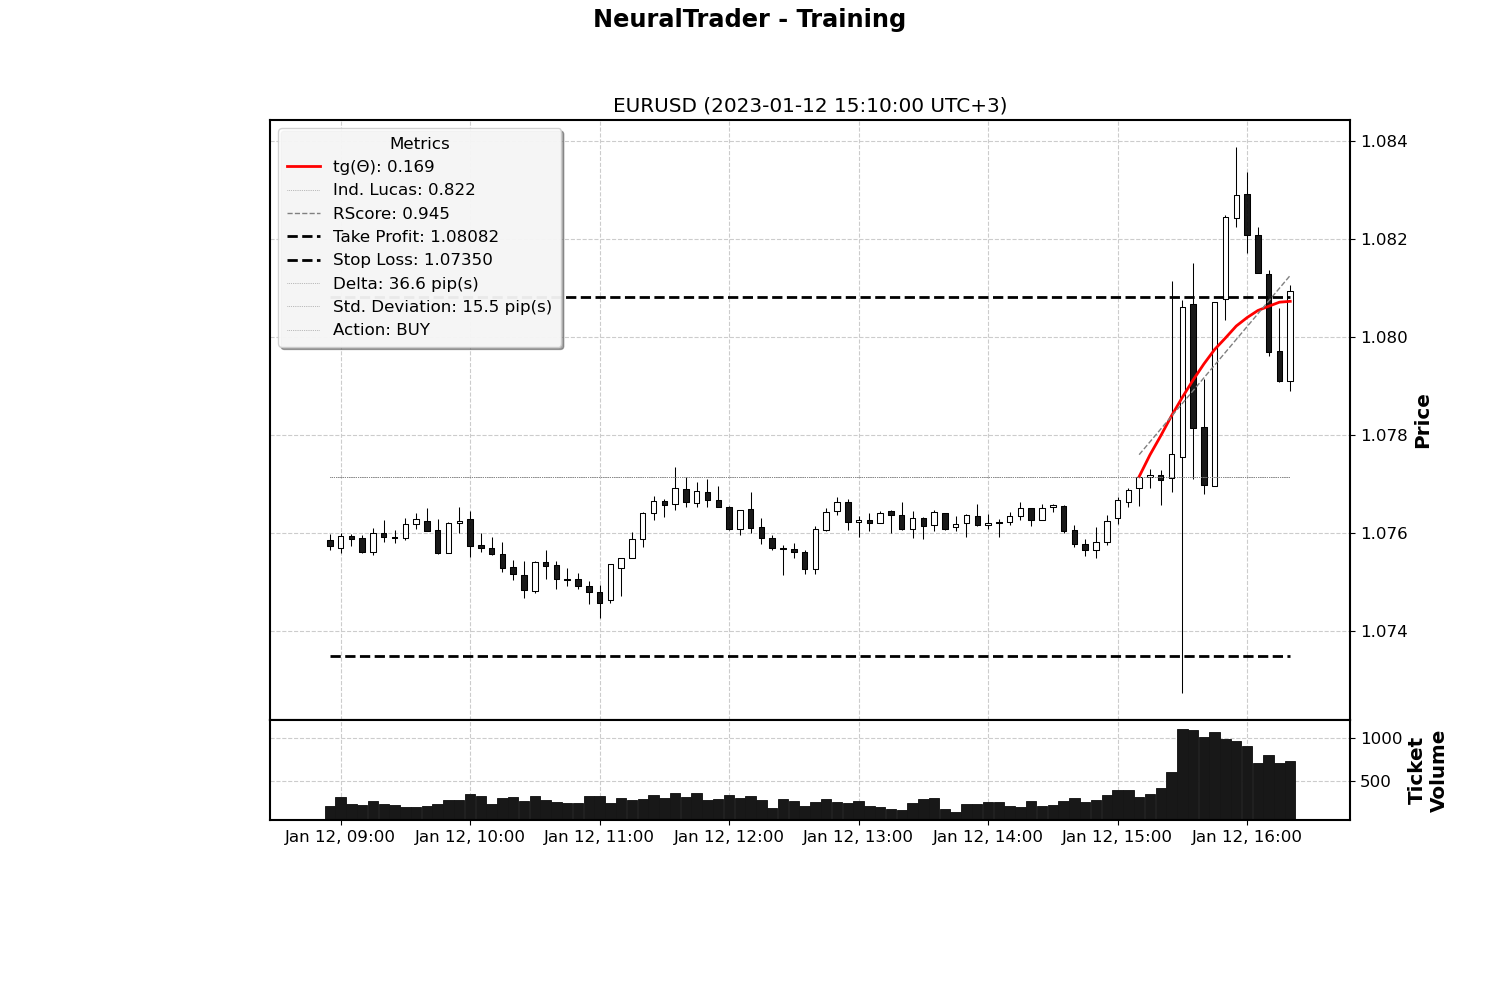 NeuralTrader - Training
EURUSD (2023-01-12 15:10:00 UTC+3)
Metrics
tg(Θ): 0.169
Ind. Lucas: 0.822
RScore: 0.945
Take Profit: 1.08082
Stop Loss: 1.07350
Delta: 36.6 pip(s)
Std. Deviation: 15.5 pip(s)
Action: BUY
1.084
1.082
1.080
1.078
1.076
1.074
Price
1000
500
Ticket
Volume
Jan 12, 09:00
Jan 12, 10:00
Jan 12, 11:00
Jan 12, 12:00
Jan 12, 13:00
Jan 12, 14:00
Jan 12, 15:00
Jan 12, 16:00